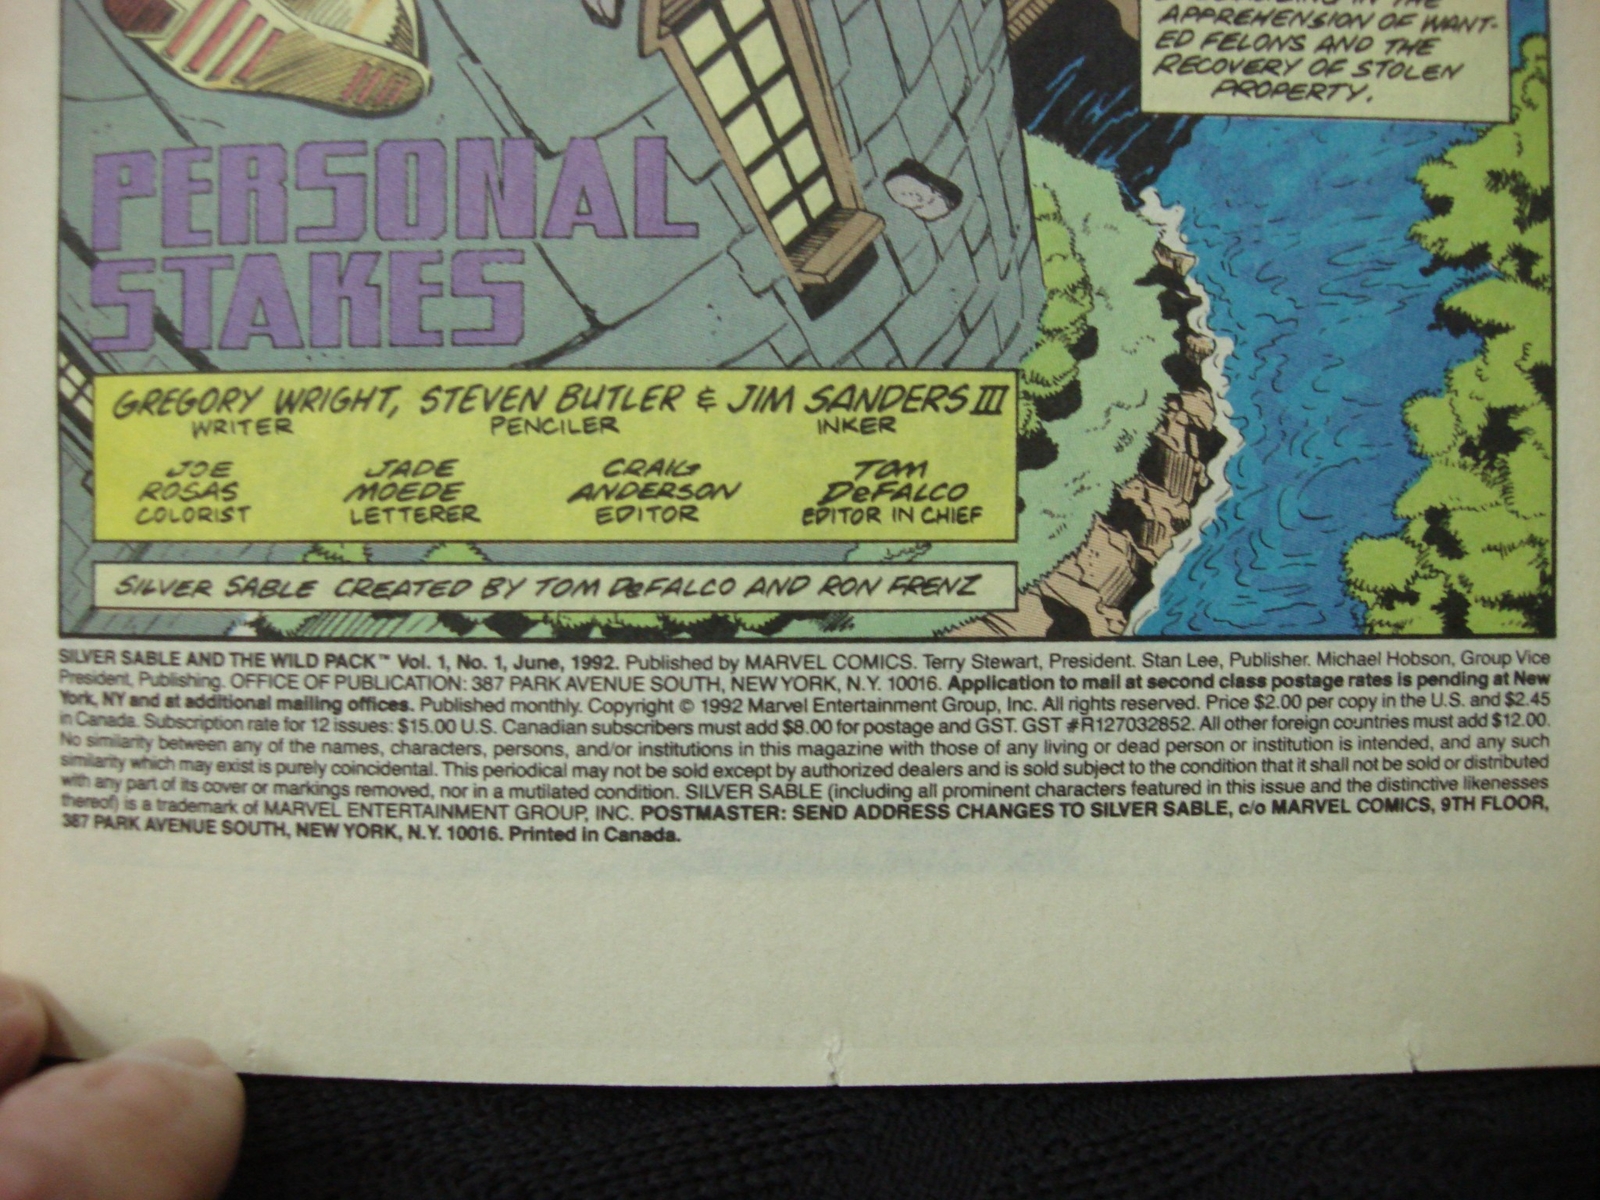 APPREHENSION OF WANT-
ED FELONS AND THE
RECOVERY OF STOLEN
PROPERTY.
PERSONAL
STAKES
GREGORY WRIGHT, STEVEN BUTLER & JIM SANDERS III
WRITER PENCILER INKER
JOE JADE CRAIG TOM
ROSAS MOEDE ANDERSON DeFALCO
COLORIST LETTERER EDITOR EDITOR IN CHIEF
SILVER SABLE CREATED BY TOM DeFALCO AND RON FRENZ
SILVER SABLE AND THE WILD PACK™ Vol. 1, No. 1, June, 1992. Published by MARVEL COMICS. Terry Stewart, President. Stan Lee, Publisher. Michael Hobson, Group Vice
President, Publishing. OFFICE OF PUBLICATION: 387 PARK AVENUE SOUTH, NEW YORK, N.Y. 10016. Application to mail at second class postage rates is pending at New
York, NY and at additional mailing offices. Published monthly. Copyright © 1992 Marvel Entertainment Group, Inc. All rights reserved. Price $2.00 per copy in the U.S. and $2.45
in Canada. Subscription rate for 12 issues: $15.00 U.S. Canadian subscribers must add $8.00 for postage and GST. GST #R127032852. All other foreign countries must add $12.00.
No similarity between any of the names, characters, persons, and/or institutions in this magazine with those of any living or dead person or institution is intended, and any such
similarity which may exist is purely coincidental. This periodical may not be sold except by authorized dealers and is sold subject to the condition that it shall not be sold or distributed
with any part of its cover or markings removed, nor in a mutilated condition. SILVER SABLE (including all prominent characters featured in this issue and the distinctive likenesses
thereof) is a trademark of MARVEL ENTERTAINMENT GROUP, INC. POSTMASTER: SEND ADDRESS CHANGES TO SILVER SABLE, c/o MARVEL COMICS, 9TH FLOOR,
387 PARK AVENUE SOUTH, NEW YORK, N.Y. 10016. Printed in Canada.